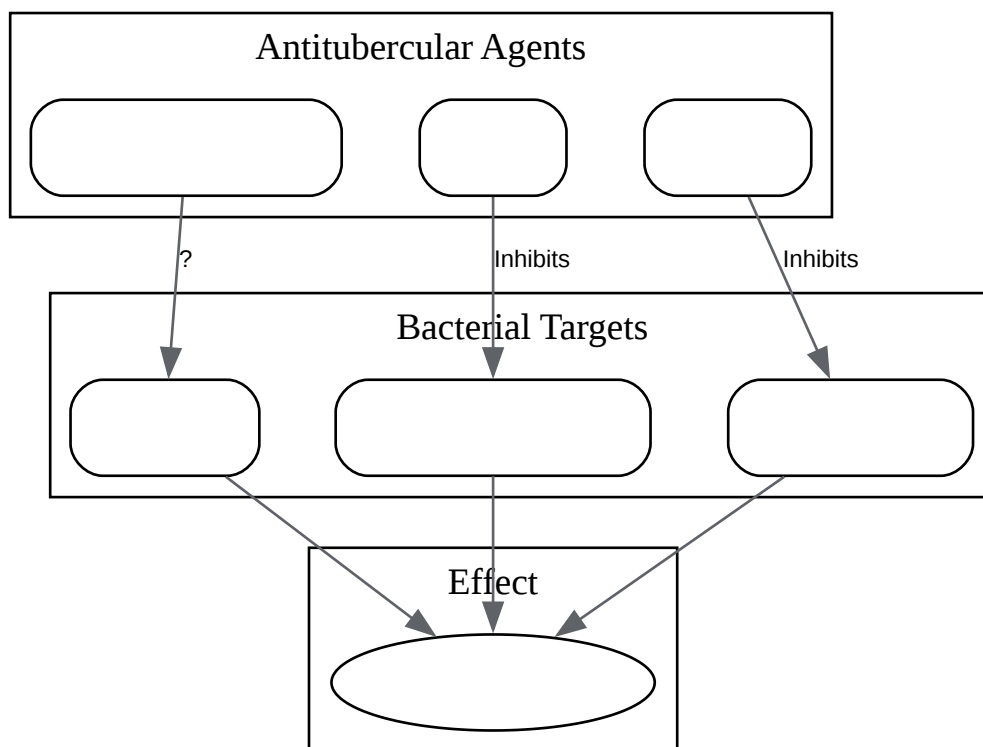 Antitubercular Agents
?
Inhibits
Inhibits
Bacterial Targets
Effect